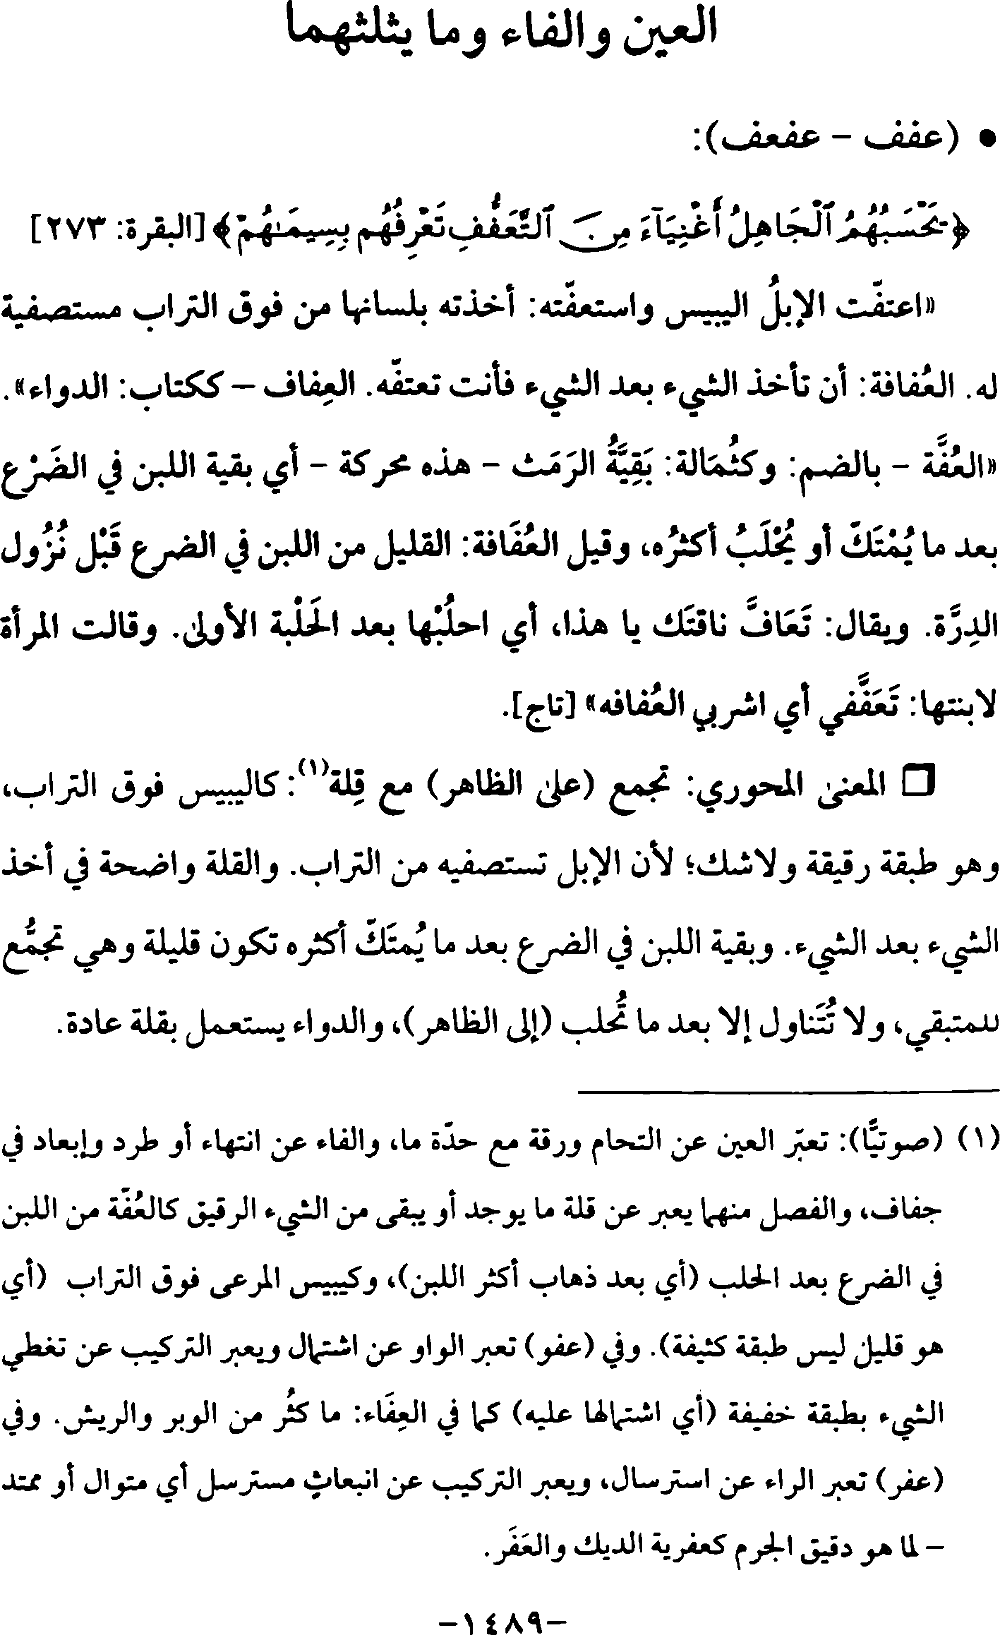 العين والفاء وما يثلثهما
• (عفف - عفعف):
﴿يَحْسَبُهُمُ ٱلْجَاهِلُ أَغْنِيَآءَ مِنَ ٱلتَّعَفُّفِ تَعْرِفُهُم بِسِيمَٰهُمْ﴾ [البقرة: ٢٧٣]
«اعتفّت الإبلُ اليبيس واستعفّته: أخذته بلسانها من فوق التراب مستصفية
له. العُفافة: أن تأخذ الشيء بعد الشيء فأنت تعتفّه. العِفاف – ككتاب: الدواء».
«العُفَّة - بالضم: وكثُمَالة: بَقِيَّةُ الرَمَث - هذه محركة - أي بقية اللبن في الضَرْع
بعد ما يُمْتَكّ أو يُحْلَبُ أكثرُه، وقيل العُفَافة: القليل من اللبن في الضرع قَبْل نُزُول
الدِرَّة. ويقال: تَعَافَّ ناقتَك يا هذا، أي احلُبْها بعد الحَلْبة الأولى. وقالت المرأة
لابنتها: تَعَفَّفي أي اشربي العُفافه» [تاج].
□ المعنى المحوري: تجمع (على الظاهر) مع قِلة(١): كاليبيس فوق التراب،
وهو طبقة رقيقة ولاشك؛ لأن الإبل تستصفيه من التراب. والقلة واضحة في أخذ
الشيء بعد الشيء. وبقية اللبن في الضرع بعد ما يُمتَكّ أكثره تكون قليلة وهي تجمُّع
للمتبقي، ولا تُتَناول إلا بعد ما تُحلب (إلى الظاهر)، والدواء يستعمل بقلة عادة.
(١) (صوتيًّا): تعبّر العين عن التحام ورقة مع حدّة ما، والفاء عن انتهاء أو طرد وإبعاد في
جفاف، والفصل منهما يعبر عن قلة ما يوجد أو يبقى من الشيء الرقيق كالعُفّة من اللبن
في الضرع بعد الحلب (أي بعد ذهاب أكثر اللبن)، وكيبيس المرعى فوق التراب (أي
هو قليل ليس طبقة كثيفة). وفي (عفو) تعبر الواو عن اشتمال ويعبر التركيب عن تغطي
الشيء بطبقة خفيفة (أي اشتمالها عليه) كما في العِفَاء: ما كثُر من الوبر والريش. وفي
(عفر) تعبر الراء عن استرسال، ويعبر التركيب عن انبعاثٍ مسترسل أي متوال أو ممتد
– لما هو دقيق الجرم كعفرية الديك والعَفَر.
-١٤٨٩-